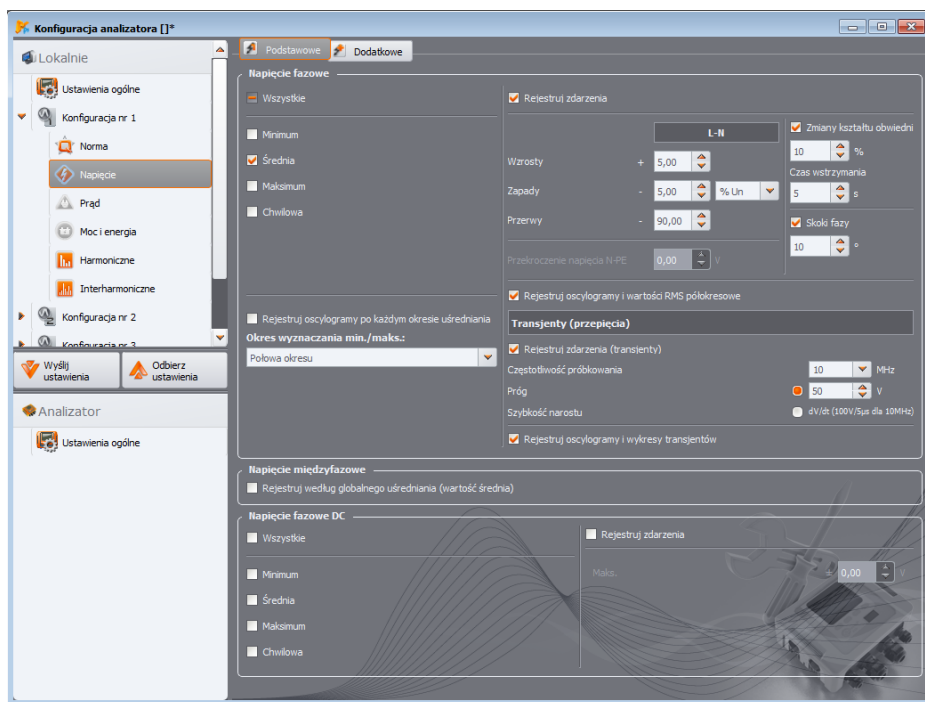 Konfiguracja analizatora []*
Lokalnie
Ustawienia ogólne
Konfiguracja nr 1
Norma
Napięcie
Prąd
Moc i energia
Harmoniczne
Interharmoniczne
Konfiguracja nr 2
Konfiguracja nr 3
Wyślij
ustawienia
Odbierz
ustawienia
Analizator
Ustawienia ogólne
Podstawowe
Dodatkowe
Napięcie fazowe
Wszystkie
Minimum
Średnia
Maksimum
Chwilowa
Rejestruj oscylogramy po każdym okresie uśredniania
Okres wyznaczania min./maks.:
Połowa okresu
Rejestruj zdarzenia
L-N
Wzrosty + 5,00
Zapady - 5,00 % Un
Przerwy - 90,00
Przekroczenie napięcia N-PE 0,00 V
Zmiany kształtu obwiedni
10 %
Czas wstrzymania
5 s
Skoki fazy
10 °
Rejestruj oscylogramy i wartości RMS półokresowe
Transjenty (przepięcia)
Rejestruj zdarzenia (transjenty)
Częstotliwość próbkowania 10 MHz
Próg 50 V
Szybkość narostu dV/dt (100V/5µs dla 10MHz)
Rejestruj oscylogramy i wykresy transjentów
Napięcie międzyfazowe
Rejestruj według globalnego uśredniania (wartość średnia)
Napięcie fazowe DC
Wszystkie
Minimum
Średnia
Maksimum
Chwilowa
Rejestruj zdarzenia
Maks. ± 0,00 V